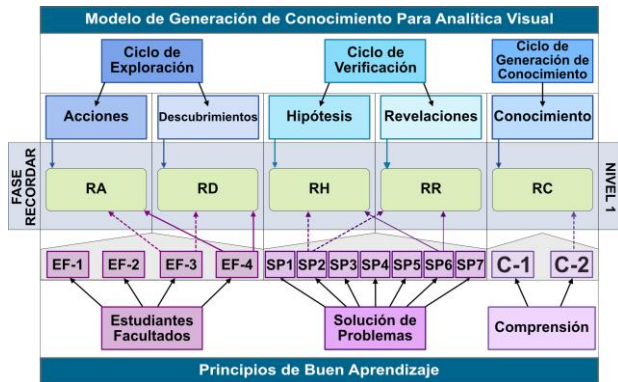 Modelo de Generación de Conocimiento Para Analítica Visual
Ciclo de
Exploración
Ciclo de
Verificación
Ciclo de
Generación de
Conocimiento
Acciones
Descubrimientos
Hipótesis
Revelaciones
Conocimiento
FASE
RECORDAR
RA
RD
RH
RR
RC
NIVEL 1
EF-1
EF-2
EF-3
EF-4
SP1
SP2
SP3
SP4
SP5
SP6
SP7
C-1
C-2
Estudiantes
Facultados
Solución de
Problemas
Comprensión
Principios de Buen Aprendizaje